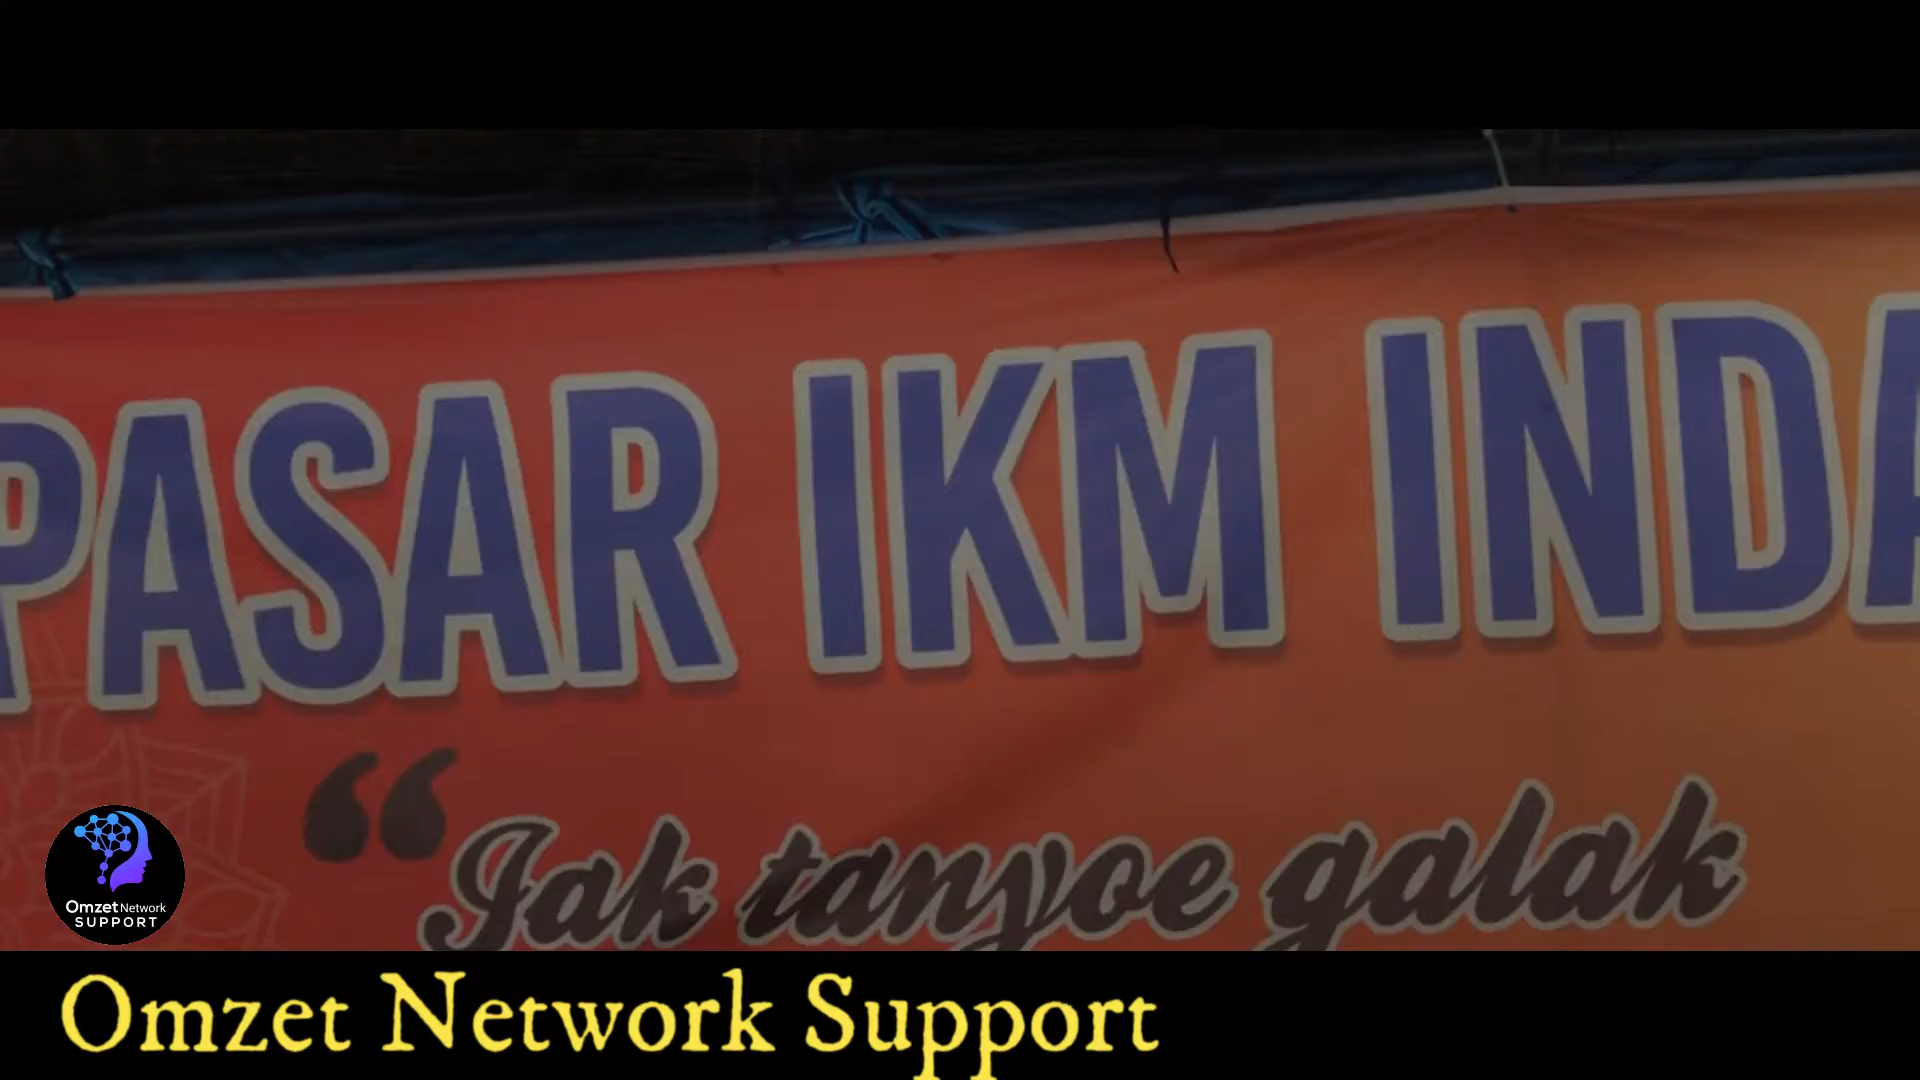 PASAR IKM INDA
“Jak tanyoe galak
Omzet Network
SUPPORT
Omzet Network Support